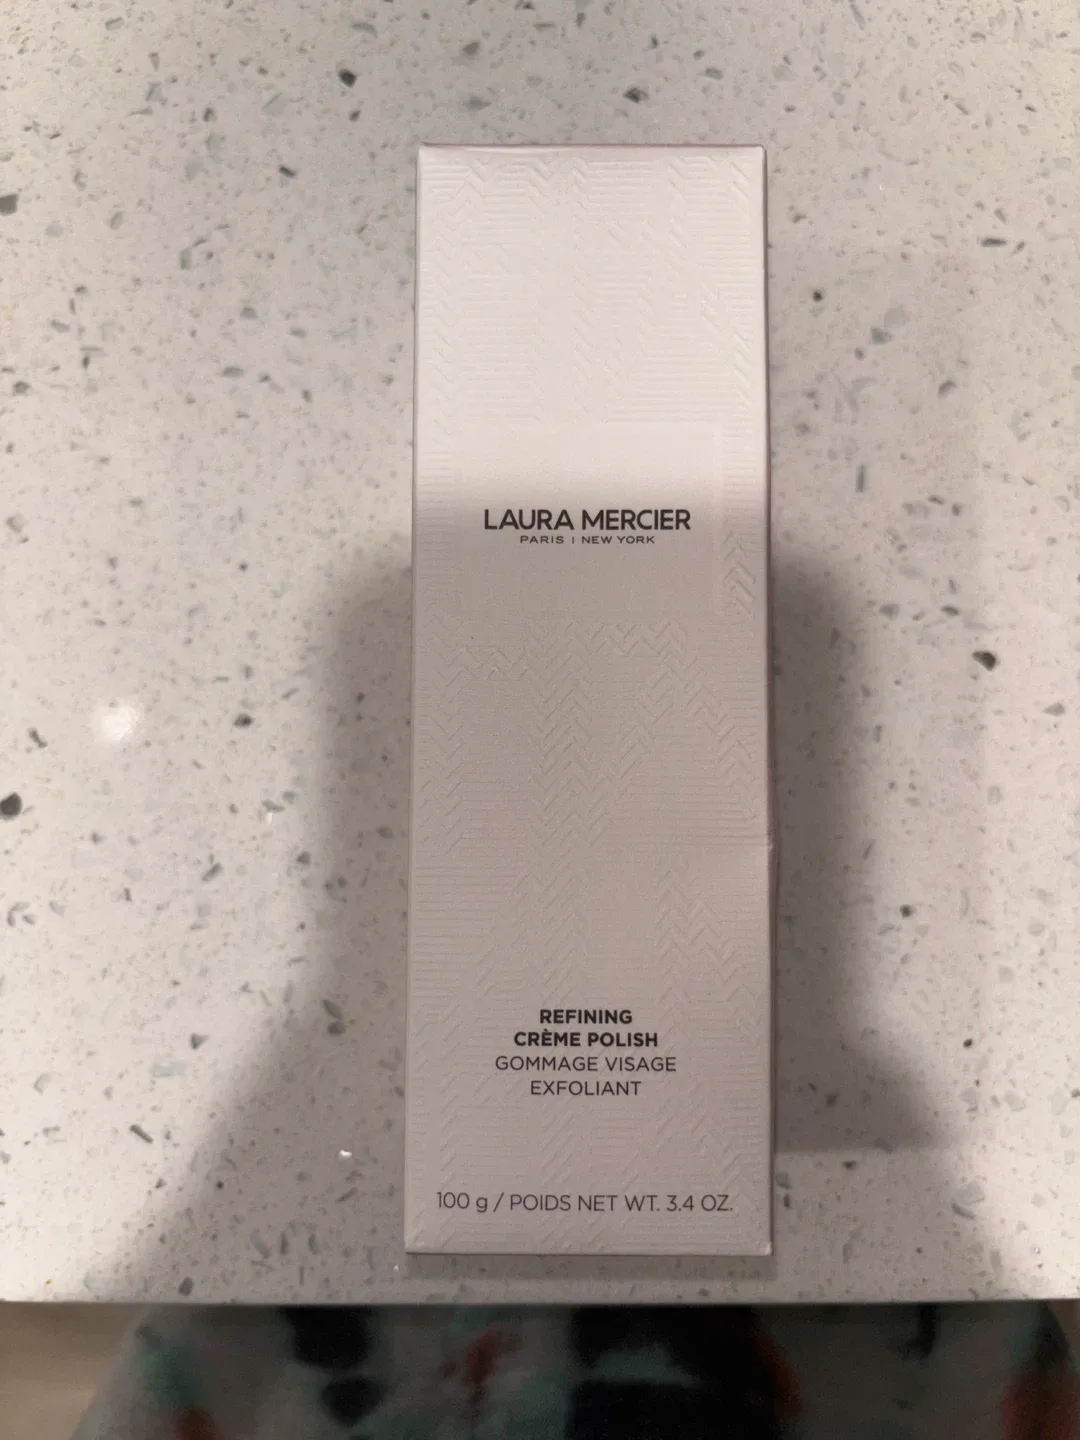 LAURA MERCIER
PARIS | NEW YORK
REFINING
CRÈME POLISH
GOMMAGE VISAGE
EXFOLIANT
100 g / POIDS NET WT. 3.4 OZ.